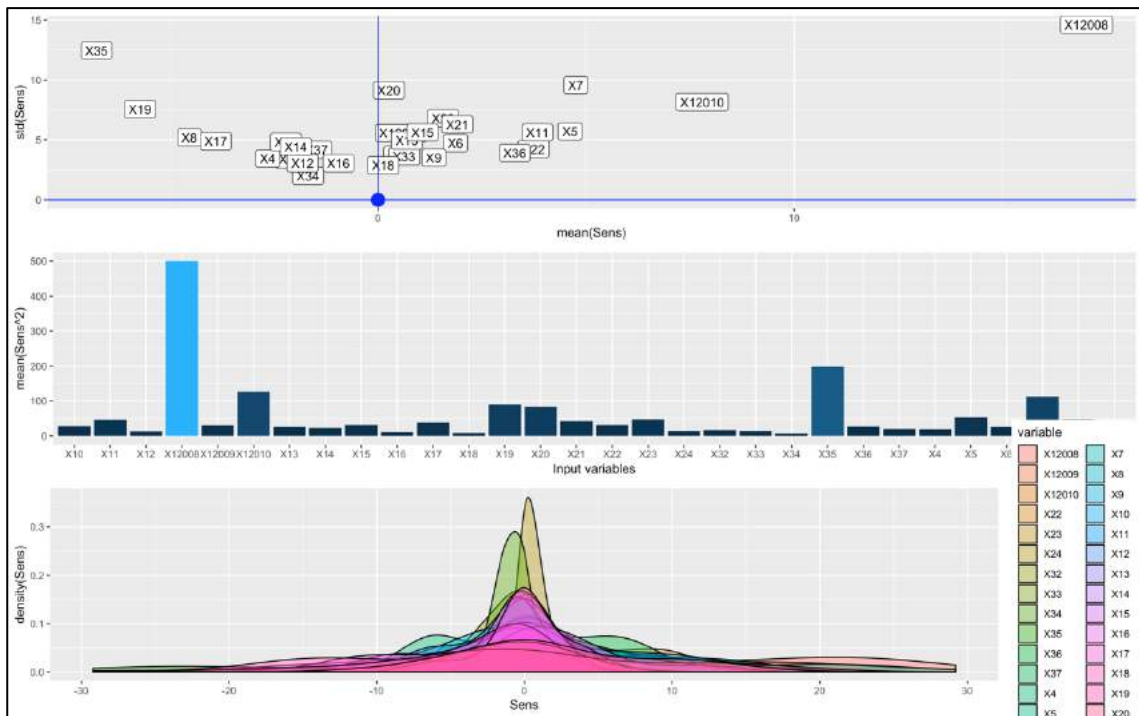 15
X12008
X35
std(Sens)
10
X20
X7
X12010
X19
X21
X15
X11
X5
5
X8
X17
X6
X14
X36
X4
X33
X9
X12
X16
X18
X34
0
0
10
mean(Sens)
500
400
mean(Sens^2)
300
200
100
0
X10 X11 X12 X12008 X12009 X12010 X13 X14 X15 X16 X17 X18 X19 X20 X21 X22 X23 X24 X32 X33 X34 X35 X36 X37 X4 X5
Input variables
variable
X12008 X7
X12009 X8
X12010 X9
X22 X10
X23 X11
X24 X12
X32 X13
X33 X14
X34 X15
X35 X16
X36 X17
X37 X18
X4 X19
X5 X20
density(Sens)
0.3
0.2
0.1
0.0
-30 -20 -10 0 10 20 30
Sens